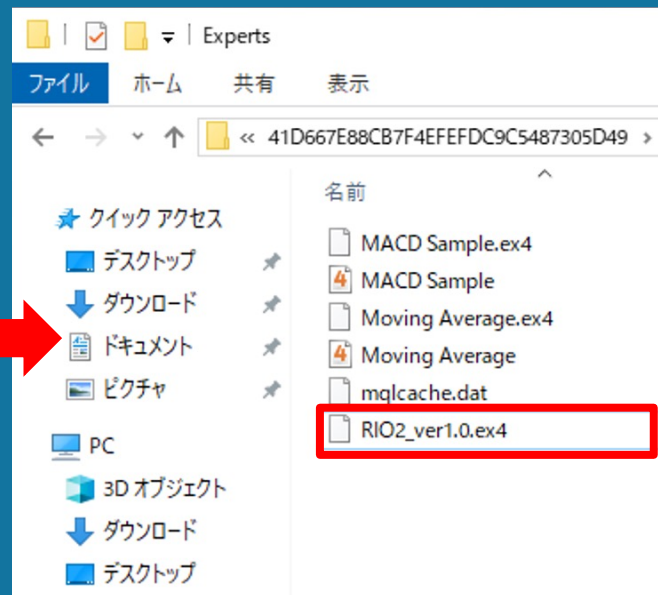 Experts
ファイル ホーム 共有 表示
« 41D667E88CB7F4EFEFDC9C5487305D49 >
名前
クイック アクセス
デスクトップ
ダウンロード
ドキュメント
ピクチャ
PC
3D オブジェクト
ダウンロード
デスクトップ
MACD Sample.ex4
MACD Sample
Moving Average.ex4
Moving Average
mqlcache.dat
RIO2_ver1.0.ex4